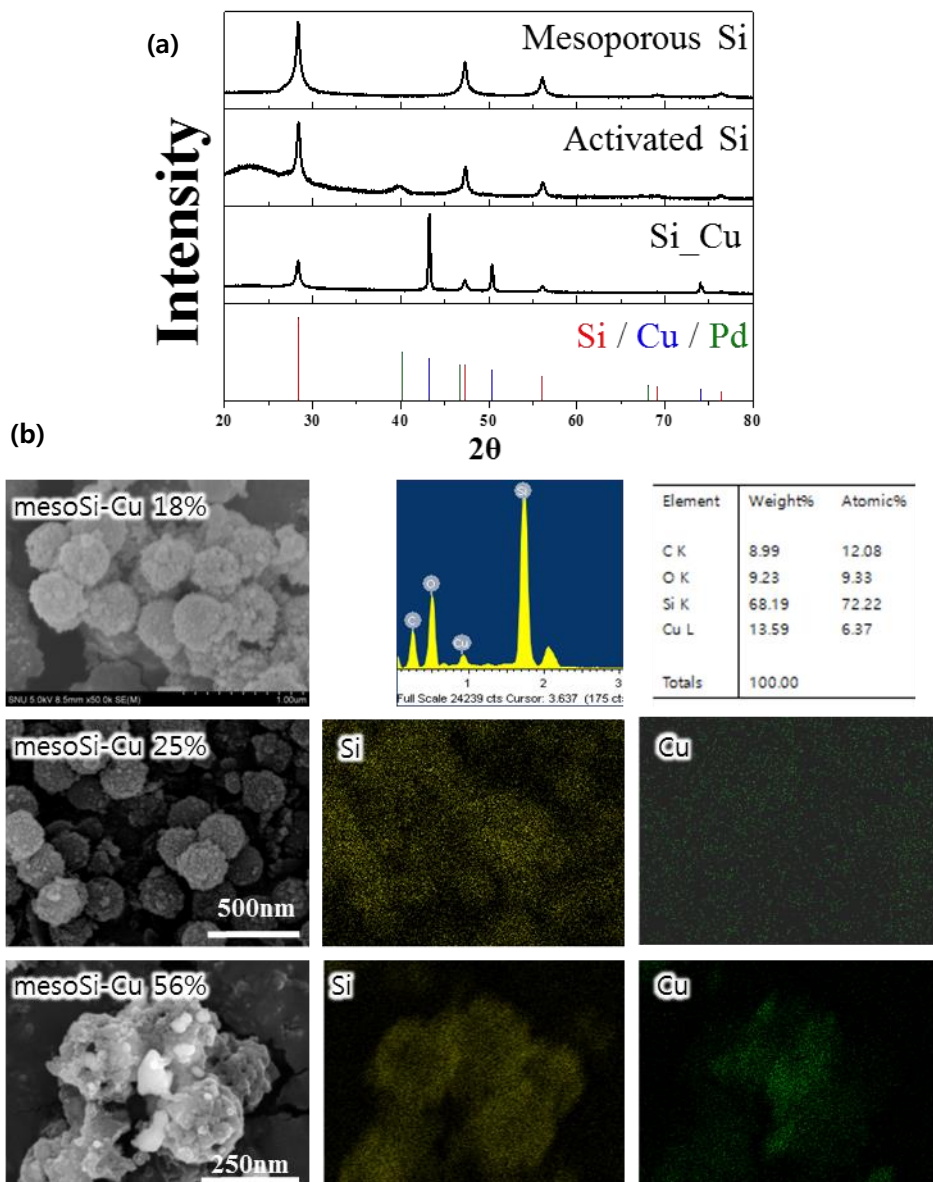 (a)
Mesoporous Si
Activated Si
Si_Cu
Si / Cu / Pd
Intensity
20 30 40 50 60 70 80
2θ
(b)
mesoSi-Cu 18%
SNU 5.0kV 8.5mm x50.0k SE(M) 1.00um
C O Cu Si
1 2 3
Full Scale 24239 cts Cursor: 3.637 (175 cts
Element Weight% Atomic%
C K 8.99 12.08
O K 9.23 9.33
Si K 68.19 72.22
Cu L 13.59 6.37
Totals 100.00
mesoSi-Cu 25%
500nm
Si
Cu
mesoSi-Cu 56%
250nm
Si
Cu